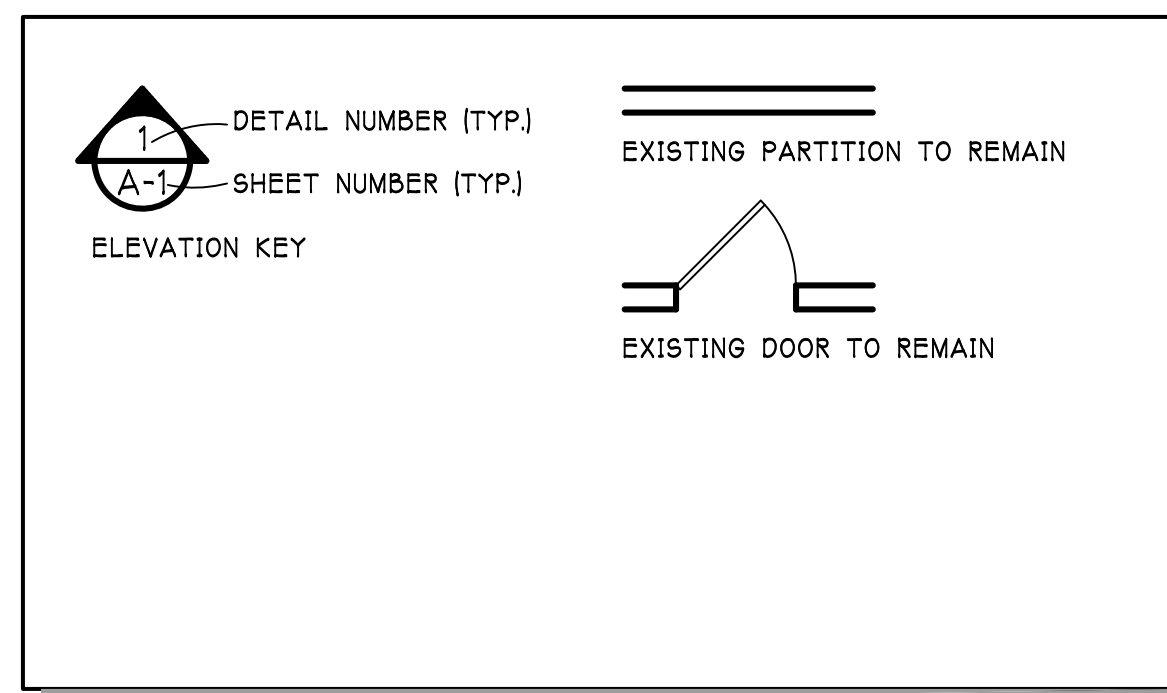 1
DETAIL NUMBER (TYP.)
A-1
SHEET NUMBER (TYP.)
ELEVATION KEY
EXISTING PARTITION TO REMAIN
EXISTING DOOR TO REMAIN